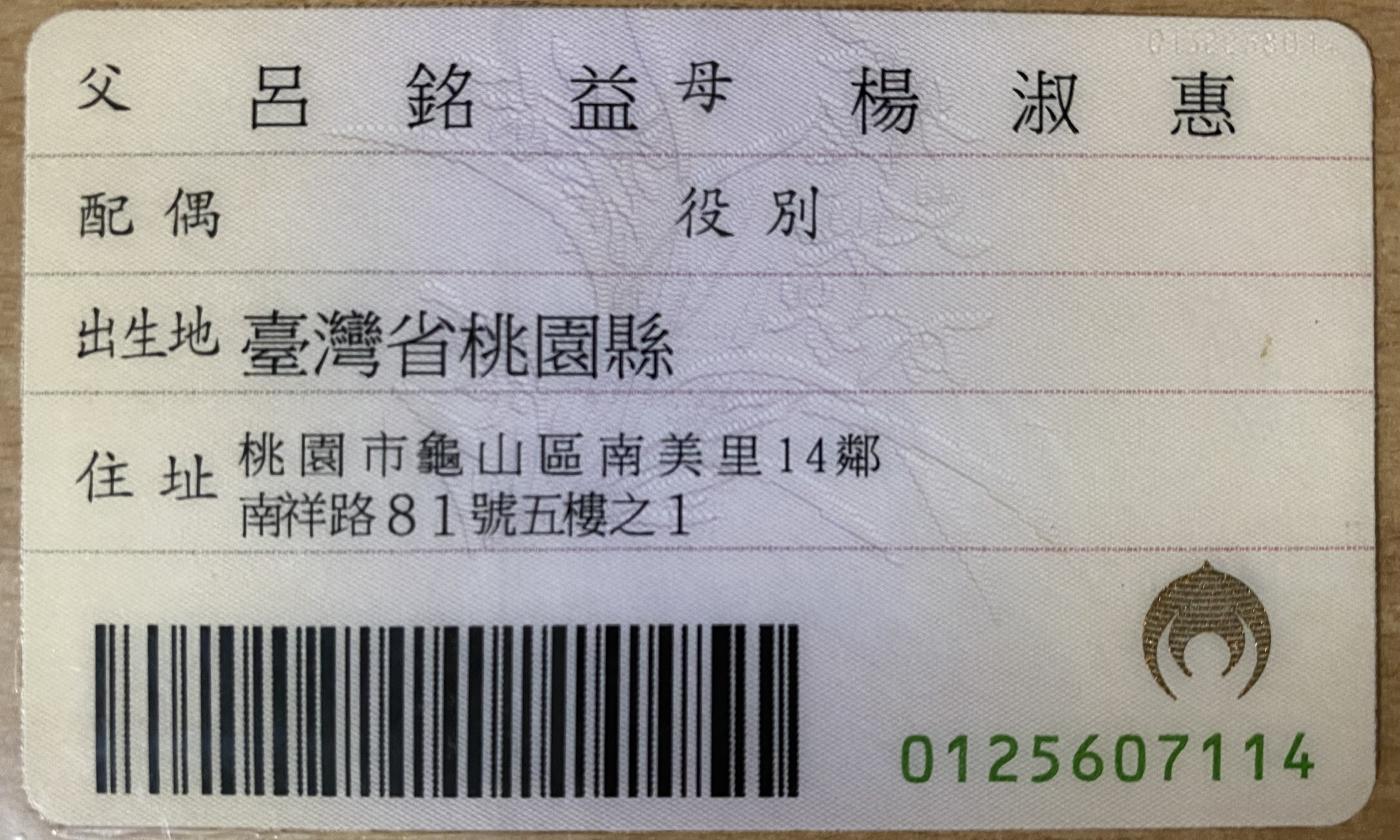 父 呂銘益 母 楊淑惠
配偶 役別
出生地 臺灣省桃園縣
住址 桃園市龜山區南美里14鄰
南祥路81號五樓之1
0125607114